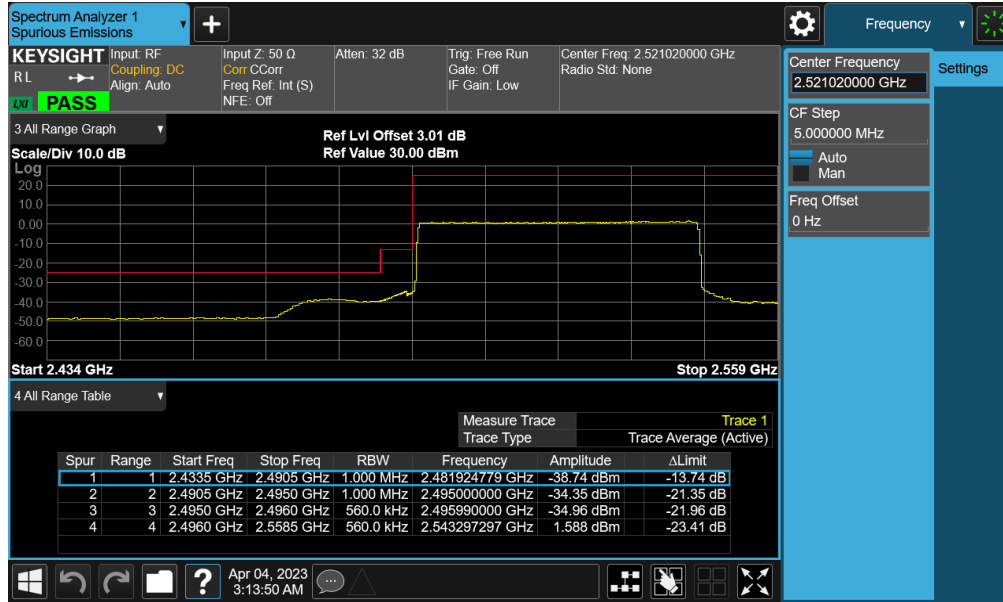 Spectrum Analyzer 1
Spurious Emissions
+
Frequency
KEYSIGHT Input: RF Input Z: 50 Ω Atten: 32 dB Trig: Free Run Center Freq: 2.521020000 GHz
R L Coupling: DC Corr CCorr Gate: Off Radio Std: None
Align: Auto Freq Ref: Int (S) IF Gain: Low
LXI PASS NFE: Off
Center Frequency
2.521020000 GHz
Settings
CF Step
5.000000 MHz
Auto
Man
Freq Offset
0 Hz
3 All Range Graph
Ref Lvl Offset 3.01 dB
Scale/Div 10.0 dB Ref Value 30.00 dBm
Log
20.0
10.0
0.00
-10.0
-20.0
-30.0
-40.0
-50.0
-60.0
Start 2.434 GHz Stop 2.559 GHz
4 All Range Table
Measure Trace Trace 1
Trace Type Trace Average (Active)
Spur Range Start Freq Stop Freq RBW Frequency Amplitude ΔLimit
1 1 2.4335 GHz 2.4905 GHz 1.000 MHz 2.481924779 GHz -38.74 dBm -13.74 dB
2 2 2.4905 GHz 2.4950 GHz 1.000 MHz 2.495000000 GHz -34.35 dBm -21.35 dB
3 3 2.4950 GHz 2.4960 GHz 560.0 kHz 2.495990000 GHz -34.96 dBm -21.96 dB
4 4 2.4960 GHz 2.5585 GHz 560.0 kHz 2.543297297 GHz 1.588 dBm -23.41 dB
? Apr 04, 2023
3:13:50 AM